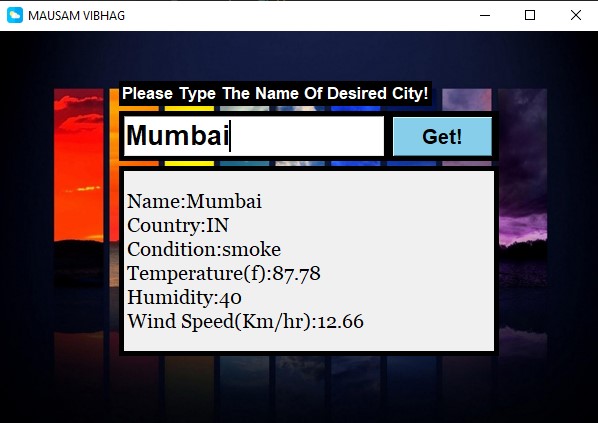 MAUSAM VIBHAG
Please Type The Name Of Desired City!
Mumbai
Get!
Name:Mumbai
Country:IN
Condition:smoke
Temperature(f):87.78
Humidity:40
Wind Speed(Km/hr):12.66